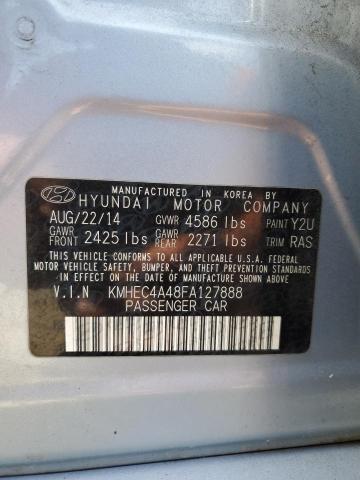 MANUFACTURED IN KOREA BY
HYUNDAI MOTOR COMPANY
AUG/22/14 GVWR 4586 lbs PAINT Y2U
GAWR FRONT 2425 lbs GAWR REAR 2271 lbs TRIM RAS
THIS VEHICLE CONFORMS TO ALL APPLICABLE U.S.A. FEDERAL
MOTOR VEHICLE SAFETY, BUMPER, AND THEFT PREVENTION
STANDARDS IN EFFECT ON THE DATE OF MANUFACTURE SHOWN
ABOVE.
V.I.N KMHEC4A48FA127888
PASSENGER CAR